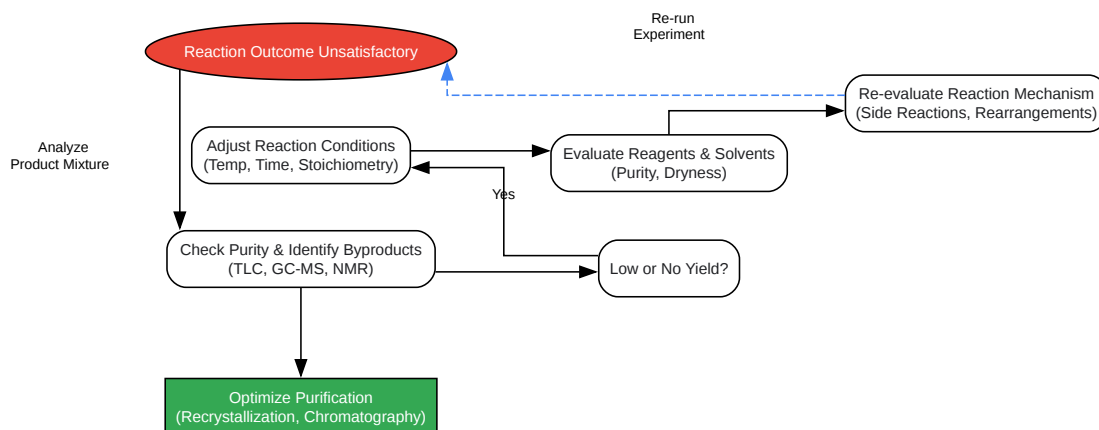 Re-run
Experiment
Reaction Outcome Unsatisfactory
Re-evaluate Reaction Mechanism
(Side Reactions, Rearrangements)
Analyze
Product Mixture
Adjust Reaction Conditions
(Temp, Time, Stoichiometry)
Evaluate Reagents & Solvents
(Purity, Dryness)
Yes
Check Purity & Identify Byproducts
(TLC, GC-MS, NMR)
Low or No Yield?
Optimize Purification
(Recrystallization, Chromatography)